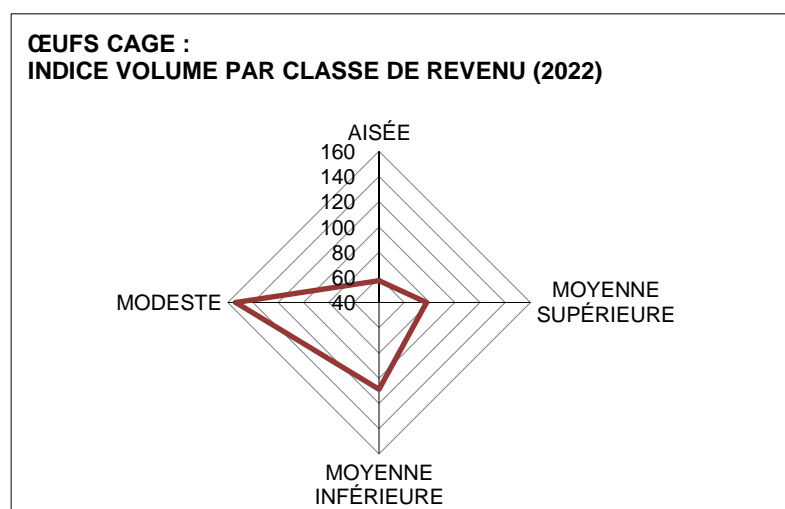 ŒUFS CAGE :
INDICE VOLUME PAR CLASSE DE REVENU (2022)
AISÉE
160
140
120
100
80
60
40
MODESTE
MOYENNE
SUPÉRIEURE
MOYENNE
INFÉRIEURE